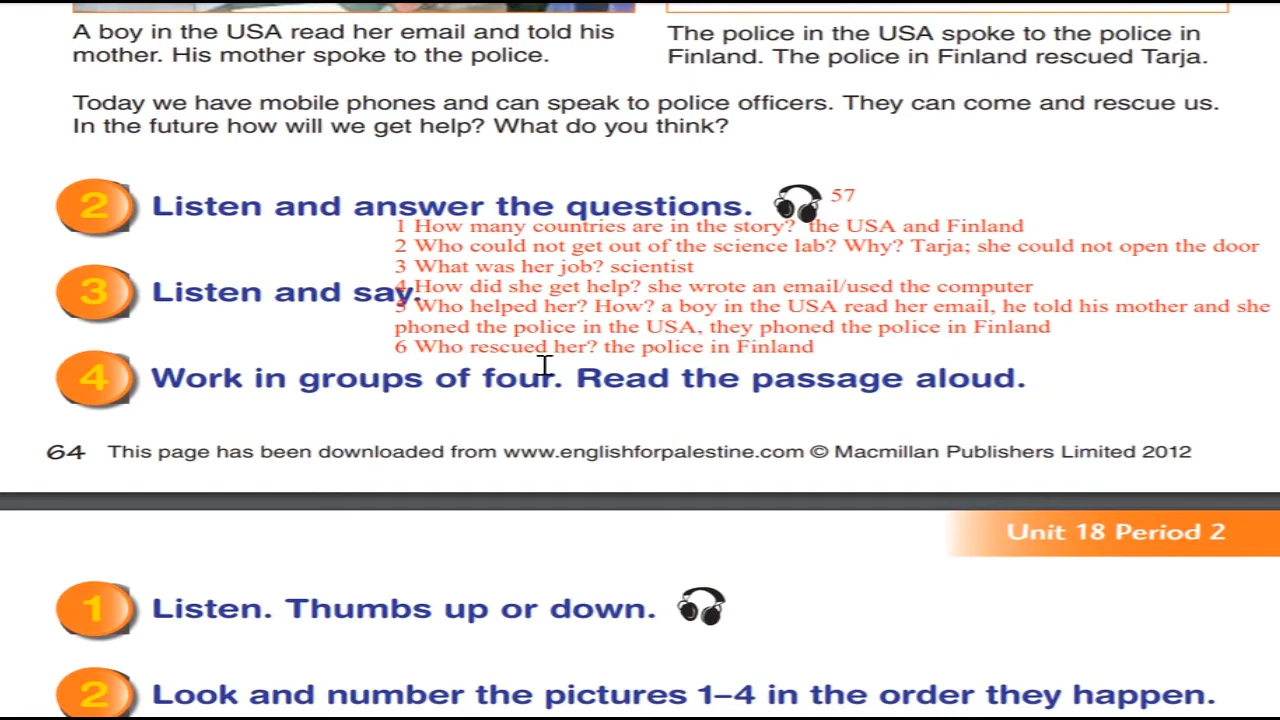 A boy in the USA read her email and told his
mother. His mother spoke to the police.
The police in the USA spoke to the police in
Finland. The police in Finland rescued Tarja.
Today we have mobile phones and can speak to police officers. They can come and rescue us.
In the future how will we get help? What do you think?
2 Listen and answer the questions. 57
1 How many countries are in the story? the USA and Finland
2 Who could not get out of the science lab? Why? Tarja; she could not open the door
3 What was her job? scientist
3 Listen and say.
4 How did she get help? she wrote an email/used the computer
5 Who helped her? How? a boy in the USA read her email, he told his mother and she
phoned the police in the USA, they phoned the police in Finland
6 Who rescued her? the police in Finland
4 Work in groups of four. Read the passage aloud.
64 This page has been downloaded from www.englishforpalestine.com © Macmillan Publishers Limited 2012
Unit 18 Period 2
1 Listen. Thumbs up or down.
2 Look and number the pictures 1–4 in the order they happen.